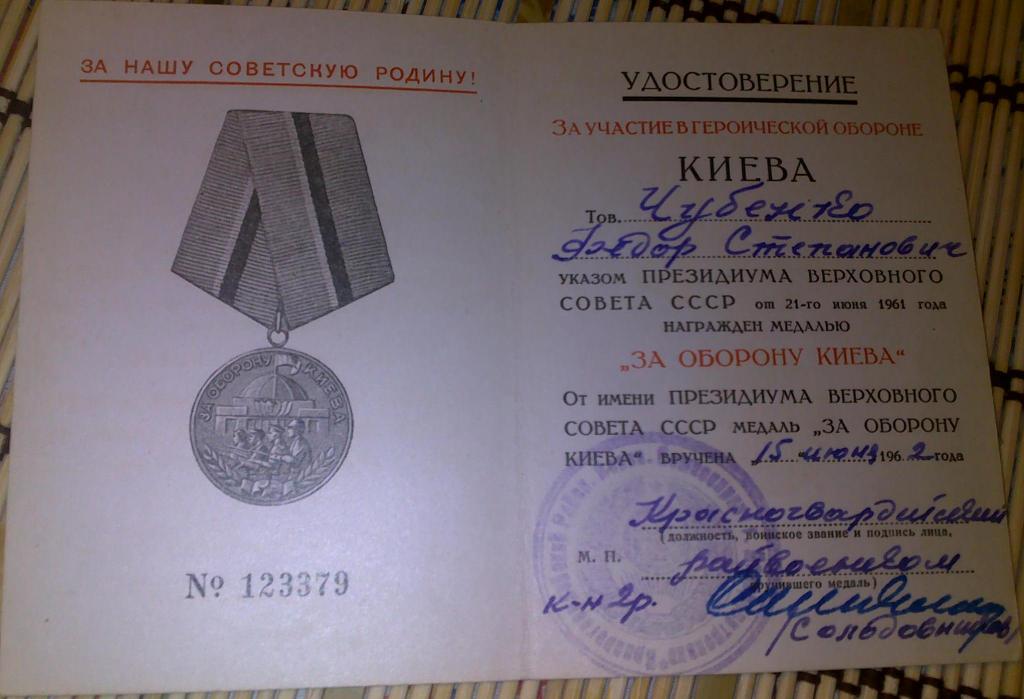 ЗА НАШУ СОВЕТСКУЮ РОДИНУ!
ЗА ОБОРОНУ КИЕВА
№ 123379
УДОСТОВЕРЕНИЕ
ЗА УЧАСТИЕ В ГЕРОИЧЕСКОЙ ОБОРОНЕ
КИЕВА
Тов. Чубенко
Фёдор Степанович
УКАЗОМ ПРЕЗИДИУМА ВЕРХОВНОГО
СОВЕТА СССР от 21-го июня 1961 года
НАГРАЖДЕН МЕДАЛЬЮ
„ЗА ОБОРОНУ КИЕВА“
От имени ПРЕЗИДИУМА ВЕРХОВНОГО
СОВЕТА СССР МЕДАЛЬ „ЗА ОБОРОНУ
КИЕВА“ ВРУЧЕНА „15“ июня 1962 года
Красногвардийский
(должность, воинское звание и подпись лица,
М. П. райвоенком
вручившего медаль)
к-н 2р.